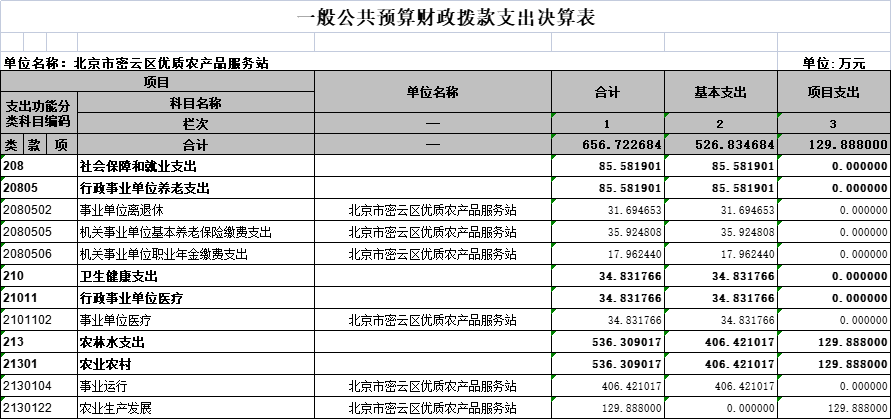 一般公共预算财政拨款支出决算表
单位名称：北京市密云区优质农产品服务站 单位:万元
项目 单位名称 合计 基本支出 项目支出
支出功能分类科目编码 科目名称
栏次 — 1 2 3
类 款 项 合计 — 656.722684 526.834684 129.888000
208 社会保障和就业支出 85.581901 85.581901 0.000000
20805 行政事业单位养老支出 85.581901 85.581901 0.000000
2080502 事业单位离退休 北京市密云区优质农产品服务站 31.694653 31.694653 0.000000
2080505 机关事业单位基本养老保险缴费支出 北京市密云区优质农产品服务站 35.924808 35.924808 0.000000
2080506 机关事业单位职业年金缴费支出 北京市密云区优质农产品服务站 17.962440 17.962440 0.000000
210 卫生健康支出 34.831766 34.831766 0.000000
21011 行政事业单位医疗 34.831766 34.831766 0.000000
2101102 事业单位医疗 北京市密云区优质农产品服务站 34.831766 34.831766 0.000000
213 农林水支出 536.309017 406.421017 129.888000
21301 农业农村 536.309017 406.421017 129.888000
2130104 事业运行 北京市密云区优质农产品服务站 406.421017 406.421017 0.000000
2130122 农业生产发展 北京市密云区优质农产品服务站 129.888000 0.000000 129.888000